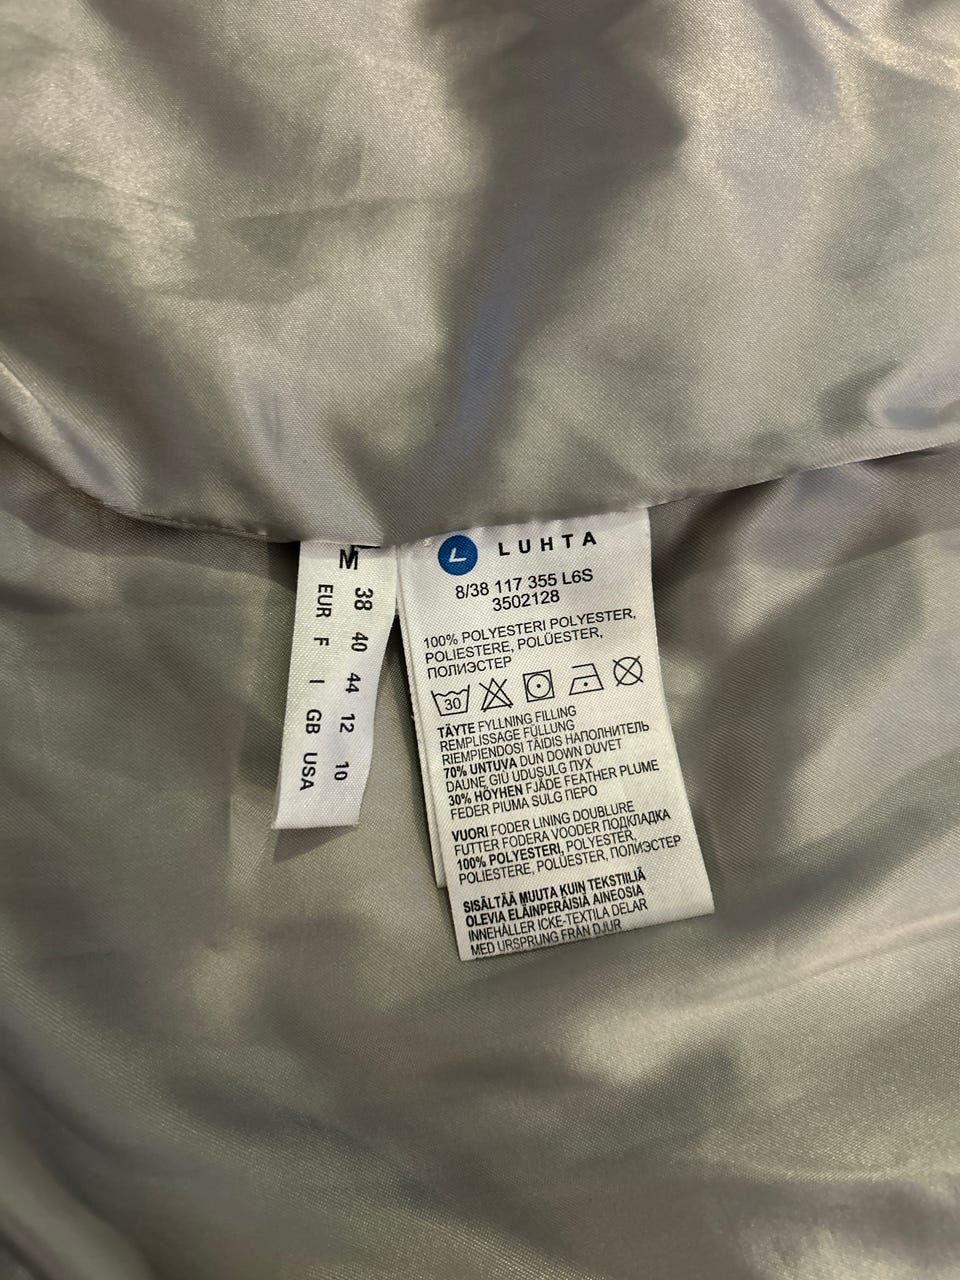 M
38 40 44 12 10
EUR F I GB USA
L LUHTA
8/38 117 355 L6S
3502128
100% POLYESTERI POLYESTER,
POLIESTERE, POLÜESTER,
ПОЛИЭСТЕР
30
TÄYTE FYLLNING FILLING
REMPLISSAGE FÜLLUNG
RIEMPIENDOSI TÄIDIS НАПОЛНИТЕЛЬ
70% UNTUVA DUN DOWN DUVET
DAUNE GIÙ UDUSULG ПУХ
30% HÖYHEN FJÄDE FEATHER PLUME
FEDER PIUMA SULG ПЕРО
VUORI FODER LINING DOUBLURE
FUTTER FODERA VOODER ПОДКЛАДКА
100% POLYESTERI, POLYESTER,
POLIESTERE, POLÜESTER, ПОЛИЭСТЕР
SISÄLTÄÄ MUUTA KUIN TEKSTIILIÄ
OLEVIA ELÄINPERÄISIÄ AINEOSIA
INNEHÅLLER ICKE-TEXTILA DELAR
MED URSPRUNG FRÅN DJUR